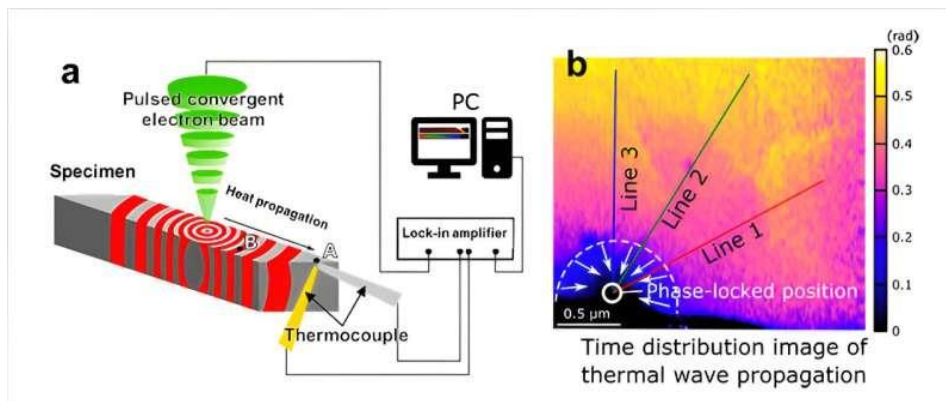 a
Pulsed convergent
electron beam
Specimen
Heat propagation
B
A
Thermocouple
PC
Lock-in amplifier
b
(rad)
0.6
0.5
0.4
0.3
0.2
0.1
0
Line 3
Line 2
Line 1
Phase-locked position
0.5 μm
Time distribution image of
thermal wave propagation